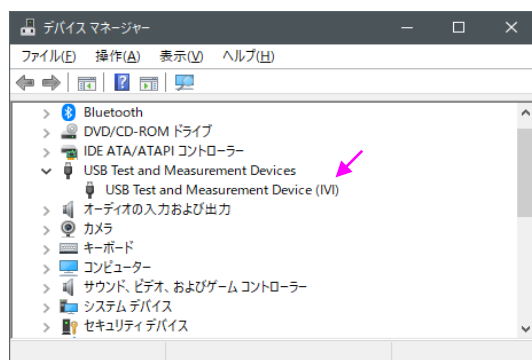 デバイス マネージャー
ファイル(F) 操作(A) 表示(V) ヘルプ(H)
Bluetooth
DVD/CD-ROM ドライブ
IDE ATA/ATAPI コントローラー
USB Test and Measurement Devices
USB Test and Measurement Device (IVI)
オーディオの入力および出力
カメラ
キーボード
コンピューター
サウンド、ビデオ、およびゲーム コントローラー
システム デバイス
セキュリティ デバイス